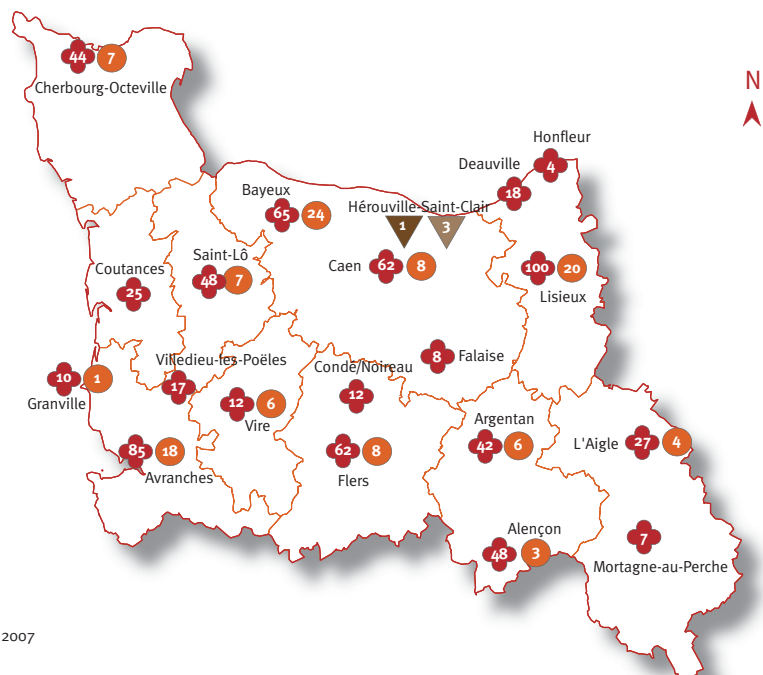 44 7
Cherbourg-Octeville
N
Honfleur
4
Deauville
18
Bayeux
65 24
Hérouville-Saint-Clair
1 3
Saint-Lô
48 7
Caen 62 8
100 20
Lisieux
Coutances
25
8 Falaise
Villedieu-les-Poëles
17
Condé/Noireau
12
10 1
Granville
12 6
Vire
Argentan
42 6
L'Aigle 27 4
85 18
Avranches
62 8
Flers
Alençon
48 3
7
Mortagne-au-Perche
2007